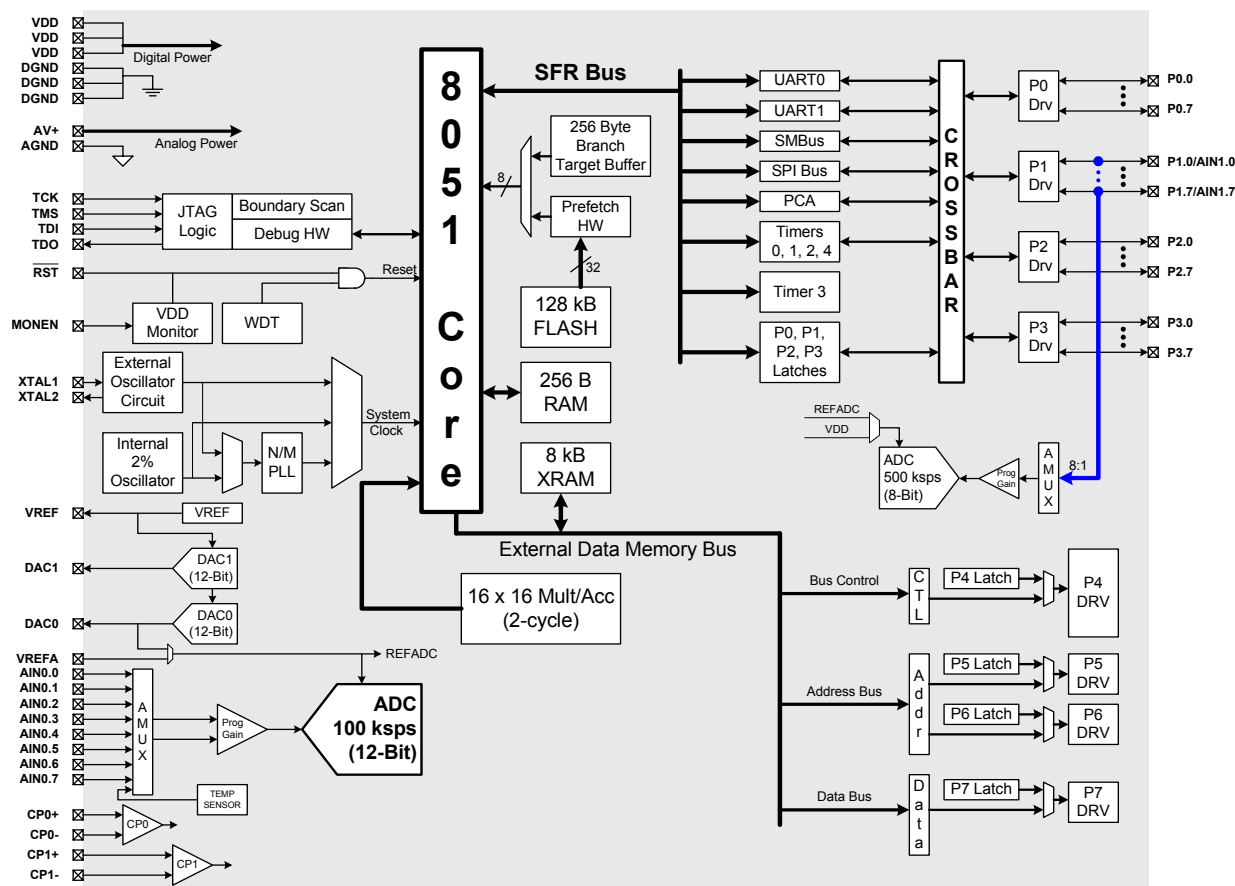 VDD
VDD
VDD
DGND
DGND
DGND
Digital Power
AV+
AGND
Analog Power
TCK
TMS
TDI
TDO
JTAG
Logic
Boundary Scan
Debug HW
RST
MONEN
VDD
Monitor
WDT
Reset
XTAL1
XTAL2
External
Oscillator
Circuit
Internal
2%
Oscillator
N/M
PLL
System
Clock
VREF
VREF
DAC1
DAC1
(12-Bit)
DAC0
DAC0
(12-Bit)
VREFA
REFADC
AIN0.0
AIN0.1
AIN0.2
AIN0.3
AIN0.4
AIN0.5
AIN0.6
AIN0.7
AMUX
Prog
Gain
ADC
100 ksps
(12-Bit)
TEMP
SENSOR
CP0+
CP0-
CP0
CP1+
CP1-
CP1
8051 Core
SFR Bus
256 Byte
Branch
Target Buffer
8
Prefetch
HW
32
128 kB
FLASH
256 B
RAM
8 kB
XRAM
External Data Memory Bus
16 x 16 Mult/Acc
(2-cycle)
UART0
UART1
SMBus
SPI Bus
PCA
Timers
0, 1, 2, 4
Timer 3
P0, P1,
P2, P3
Latches
CROSSBAR
P0
Drv
P0.0
P0.7
P1
Drv
P1.0/AIN1.0
P1.7/AIN1.7
P2
Drv
P2.0
P2.7
P3
Drv
P3.0
P3.7
REFADC
VDD
ADC
500 ksps
(8-Bit)
Prog
Gain
AMUX
8:1
Bus Control
CTL
P4 Latch
P4
DRV
Address Bus
Addr
P5 Latch
P5
DRV
P6 Latch
P6
DRV
Data Bus
Data
P7 Latch
P7
DRV